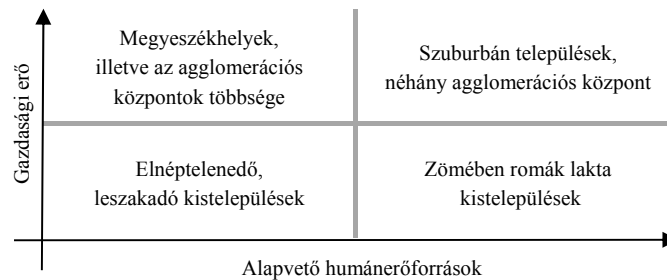 Gazdasági erő
Megyeszékhelyek,
illetve az agglomerációs
központok többsége
Szuburbán települések,
néhány agglomerációs központ
Elnéptelenedő,
leszakadó kistelepülések
Zömében romák lakta
kistelepülések
Alapvető humánerőforrások